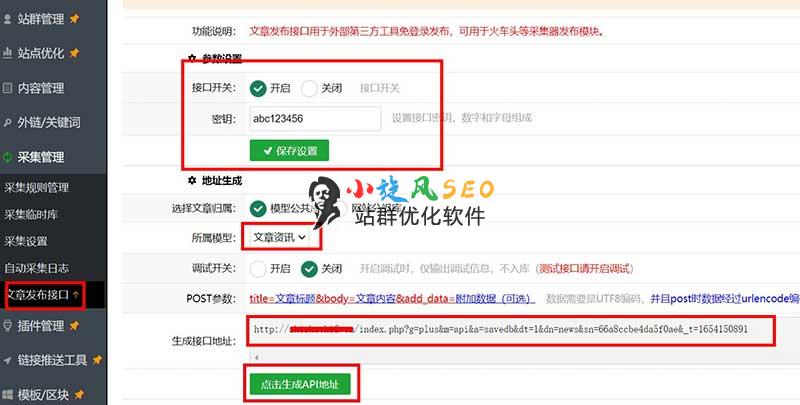 站群管理
站点优化
内容管理
外链/关键词
采集管理
采集规则管理
采集临时库
采集设置
自动采集日志
文章发布接口↑
插件管理
链接推送工具
模板/区块
功能说明: 文章发布接口用于外部第三方工具免登录发布，可用于火车头等采集器发布模块。
参数设置
接口开关: 开启 关闭 接口开关
密钥: abc123456 设置接口密钥，数字和字母组成
保存设置
地址生成
小旋风SEO
选择文章归属: 模型公共 网站分组库
站群优化软件
所属模型: 文章资讯
调试开关: 开启 关闭 开启调试时，仅输出调试信息，不入库 (测试接口请开启调试)
POST参数: title=文章标题&body=文章内容&add_data=附加数据（可选） 数据需要是UTF8编码，并且post时数据经过urlencode编
生成接口地址: http:// /index.php?g=plus&m=api&a=savedb&dt=1&dn=news&sn=66a8ccbe4da5f0ae&_t=1654150891
点击生成API地址